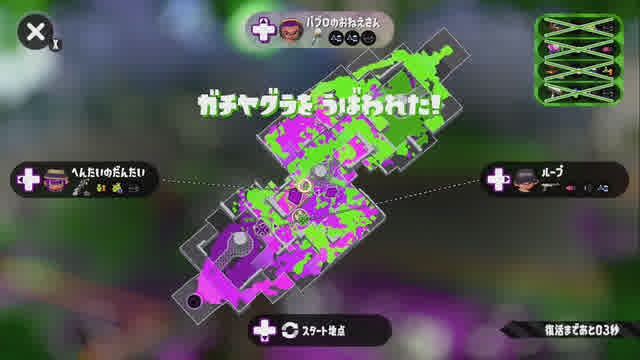 X
パブロのおねえさん
ガチヤグラを うばわれた!
へんたいのだんたい
ループ
スタート地点
復活まであと03秒